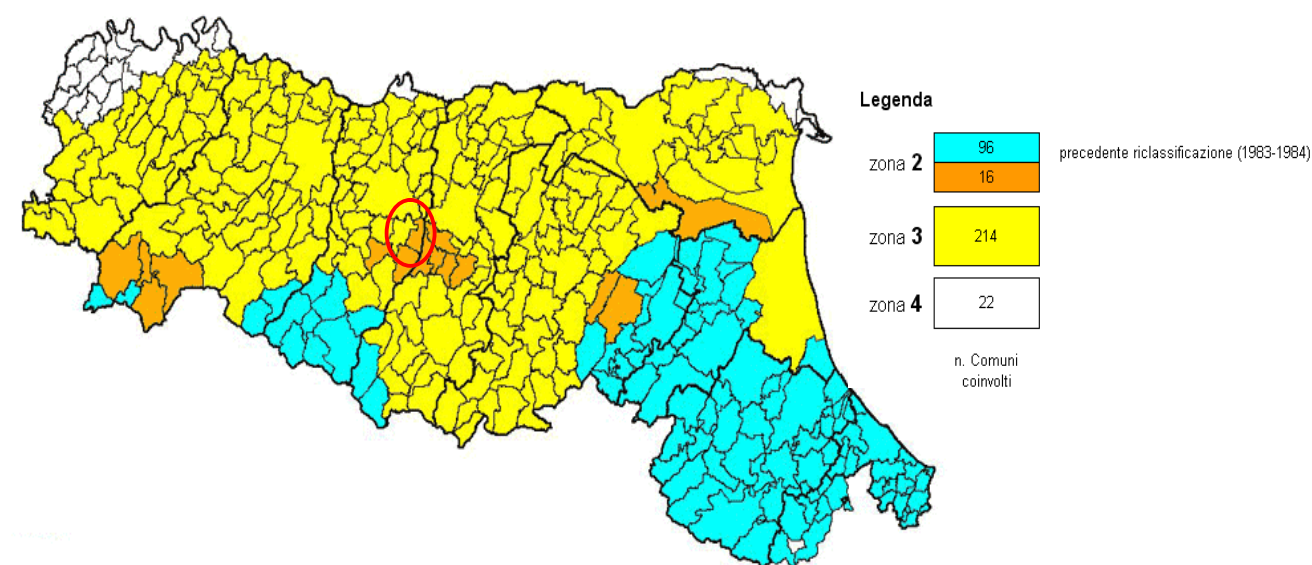 Legenda
zona 2
96
precedente riclassificazione (1983-1984)
16
zona 3
214
zona 4
22
n. Comuni
coinvolti